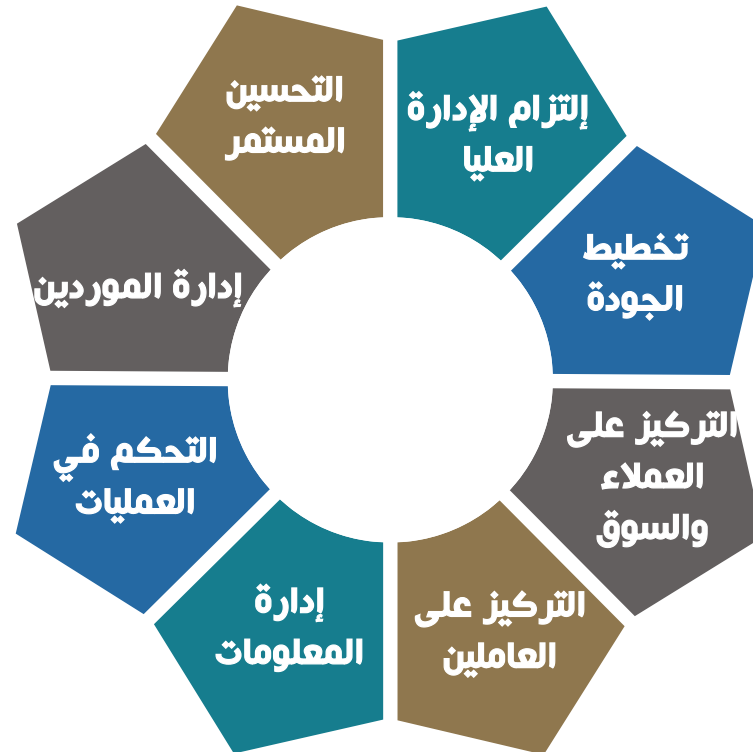 إلتزام الإدارة
العليا
تخطيط
الجودة
التركيز على
العملاء
والسوق
التركيز على
العاملين
إدارة
المعلومات
التحكم في
العمليات
إدارة الموردين
التحسين
المستمر